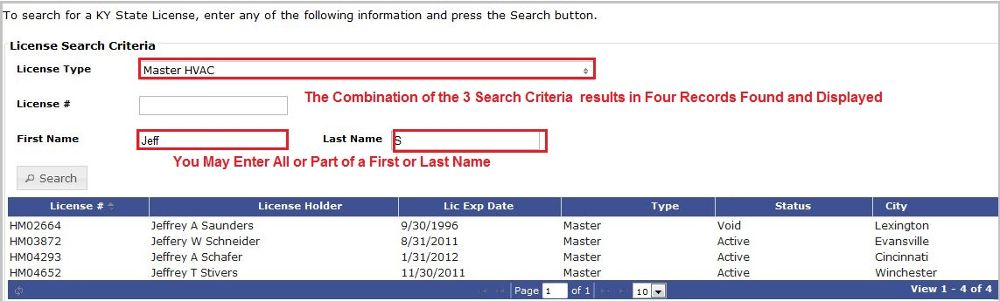 To search for a KY State License, enter any of the following information and press the Search button.
License Search Criteria
License Type Master HVAC
License # The Combination of the 3 Search Criteria results in Four Records Found and Displayed
First Name Jeff Last Name S
You May Enter All or Part of a First or Last Name
Search
License # License Holder Lic Exp Date Type Status City
HM02664 Jeffrey A Saunders 9/30/1996 Master Void Lexington
HM03872 Jeffery W Schneider 8/31/2011 Master Active Evansville
HM04293 Jeffrey A Schafer 1/31/2012 Master Active Cincinnati
HM04652 Jeffrey T Stivers 11/30/2011 Master Active Winchester
Page 1 of 1 10 View 1 - 4 of 4